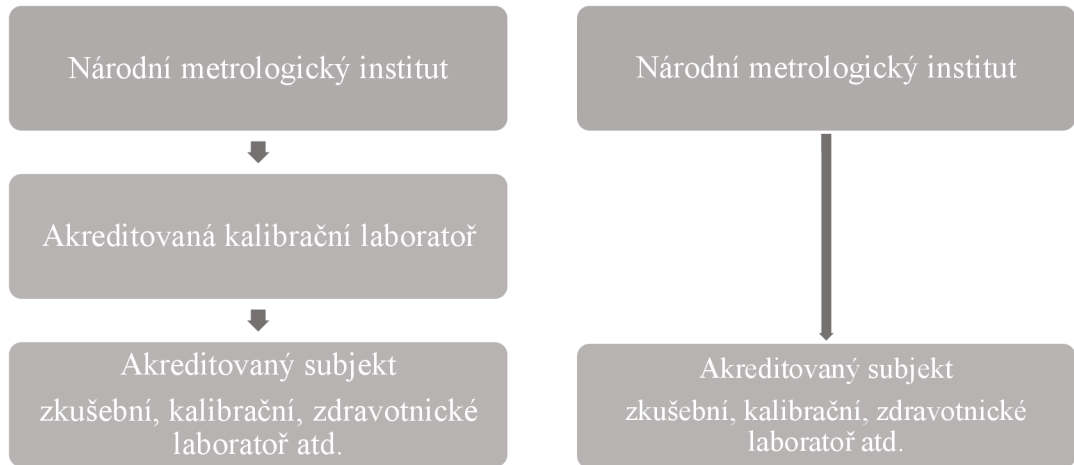 Národní metrologický institut
Akreditovaná kalibrační laboratoř
Akreditovaný subjekt
zkušební, kalibrační, zdravotnické
laboratoř atd.
Národní metrologický institut
Akreditovaný subjekt
zkušební, kalibrační, zdravotnické
laboratoř atd.